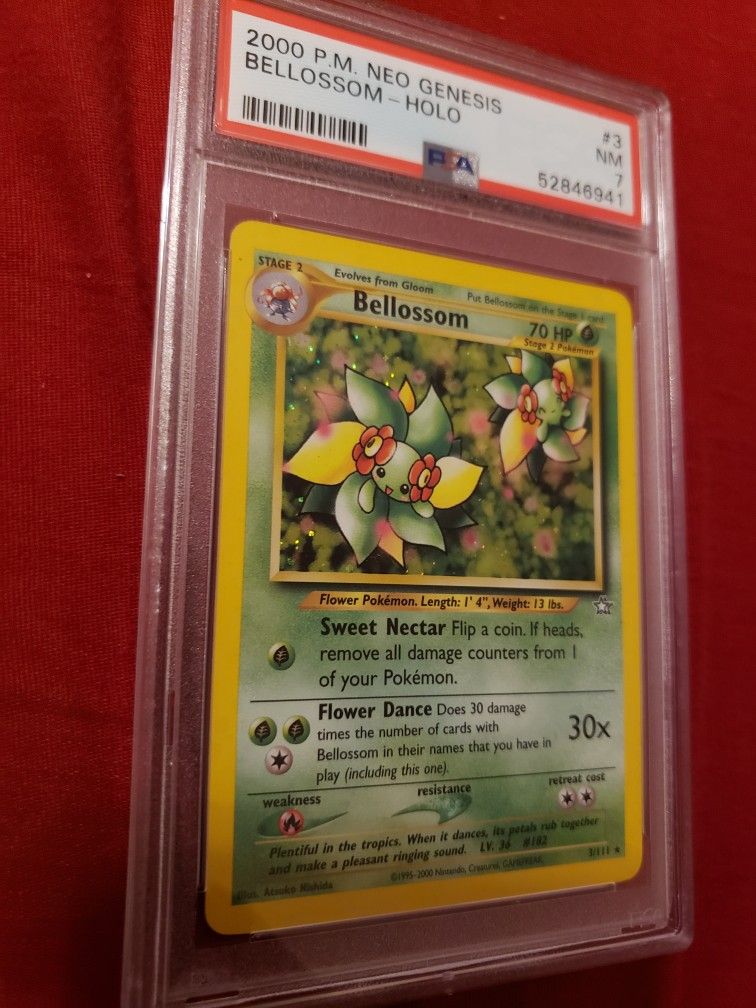 2000 P.M. NEO GENESIS
BELLOSSOM - HOLO
#3
NM
7
PSA
52846941
STAGE 2
Evolves from Gloom
Put Bellossom on the Stage 1 card
Bellossom
70 HP
Stage 2 Pokémon
Flower Pokémon. Length: 1' 4", Weight: 13 lbs.
Sweet Nectar Flip a coin. If heads,
remove all damage counters from 1
of your Pokémon.
Flower Dance Does 30 damage
times the number of cards with
Bellossom in their names that you have in
play (including this one).
30x
weakness
resistance
retreat cost
Plentiful in the tropics. When it dances, its petals rub together
and make a pleasant ringing sound. LV. 36 #182
Illus. Atsuko Nishida
©1995-2000 Nintendo, Creatures, GAMEFREAK.
3/111 ★